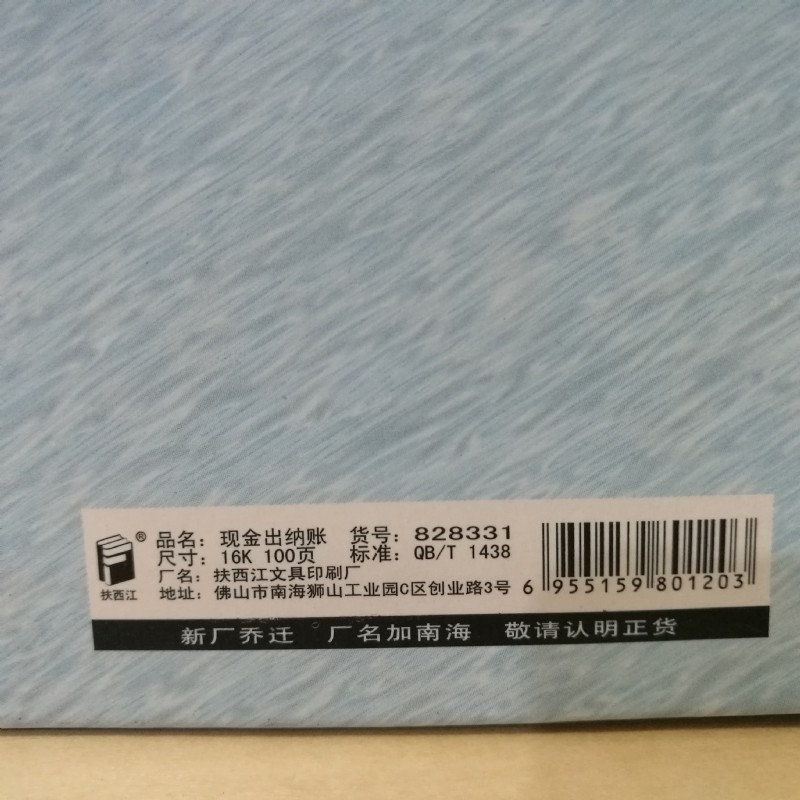 品名：现金出纳账 货号：828331
尺寸：16K 100页 标准：QB/T 1438
厂名：扶西江文具印刷厂
地址：佛山市南海狮山工业园C区创业路3号
®
扶西江
6 955159 801203
新厂乔迁 厂名加南海 敬请认明正货